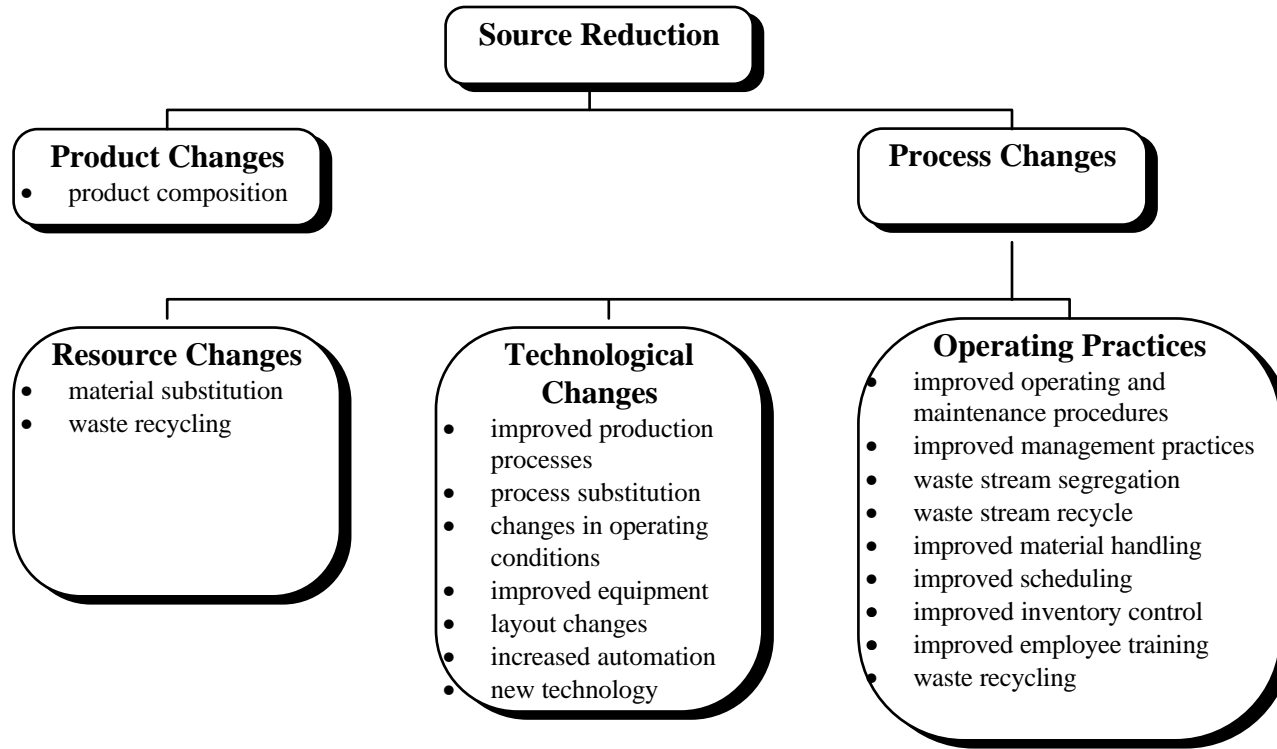 Source Reduction
Product Changes
• product composition
Process Changes
Resource Changes
• material substitution
• waste recycling
Technological
Changes
• improved production
processes
• process substitution
• changes in operating
conditions
• improved equipment
• layout changes
• increased automation
• new technology
Operating Practices
• improved operating and
maintenance procedures
• improved management practices
• waste stream segregation
• waste stream recycle
• improved material handling
• improved scheduling
• improved inventory control
• improved employee training
• waste recycling